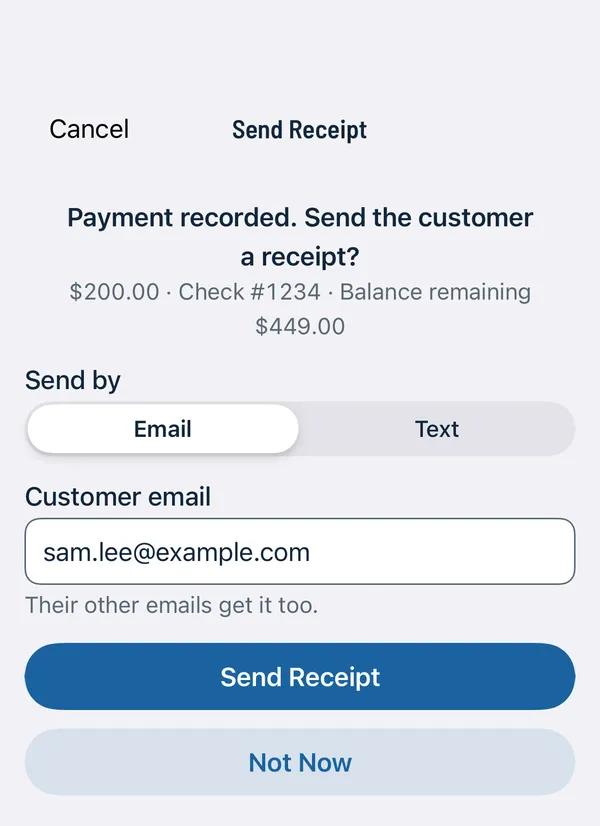 Cancel
Send Receipt
Payment recorded. Send the customer
a receipt?
$200.00 · Check #1234 · Balance remaining
$449.00
Send by
Email
Text
Customer email
sam.lee@example.com
Their other emails get it too.
Send Receipt
Not Now